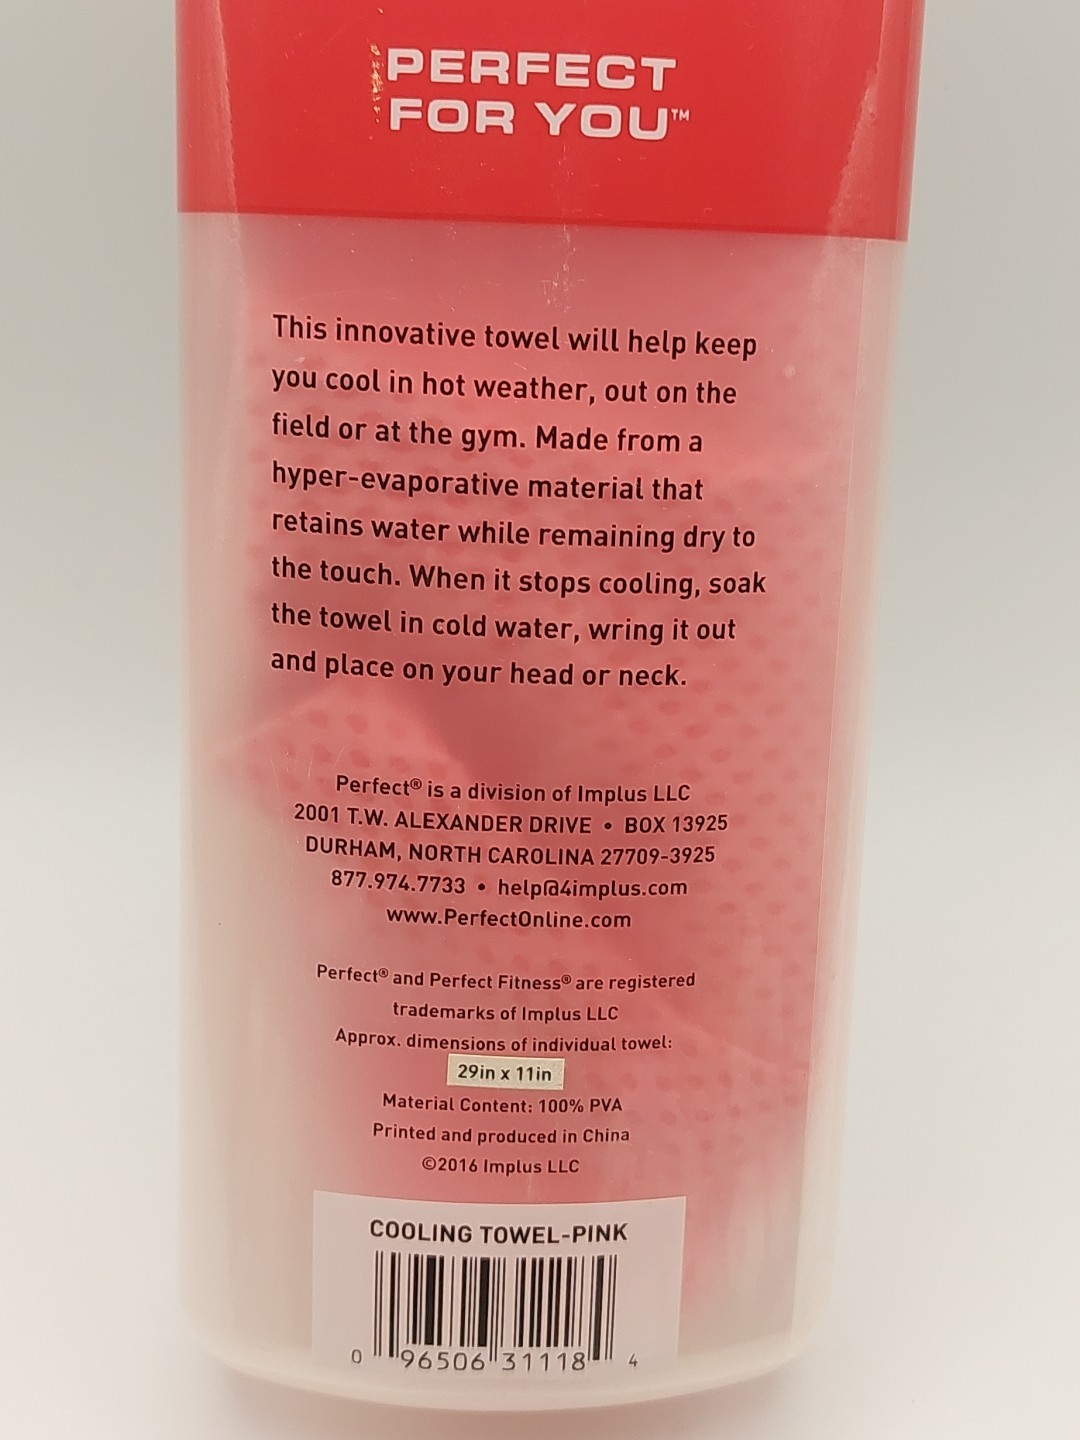 PERFECT
FOR YOU™
This innovative towel will help keep
you cool in hot weather, out on the
field or at the gym. Made from a
hyper-evaporative material that
retains water while remaining dry to
the touch. When it stops cooling, soak
the towel in cold water, wring it out
and place on your head or neck.
Perfect® is a division of Implus LLC
2001 T.W. ALEXANDER DRIVE • BOX 13925
DURHAM, NORTH CAROLINA 27709-3925
877.974.7733 • help@4implus.com
www.PerfectOnline.com
Perfect® and Perfect Fitness® are registered
trademarks of Implus LLC
Approx. dimensions of individual towel:
29in x 11in
Material Content: 100% PVA
Printed and produced in China
©2016 Implus LLC
COOLING TOWEL-PINK
0 96506 31118 4